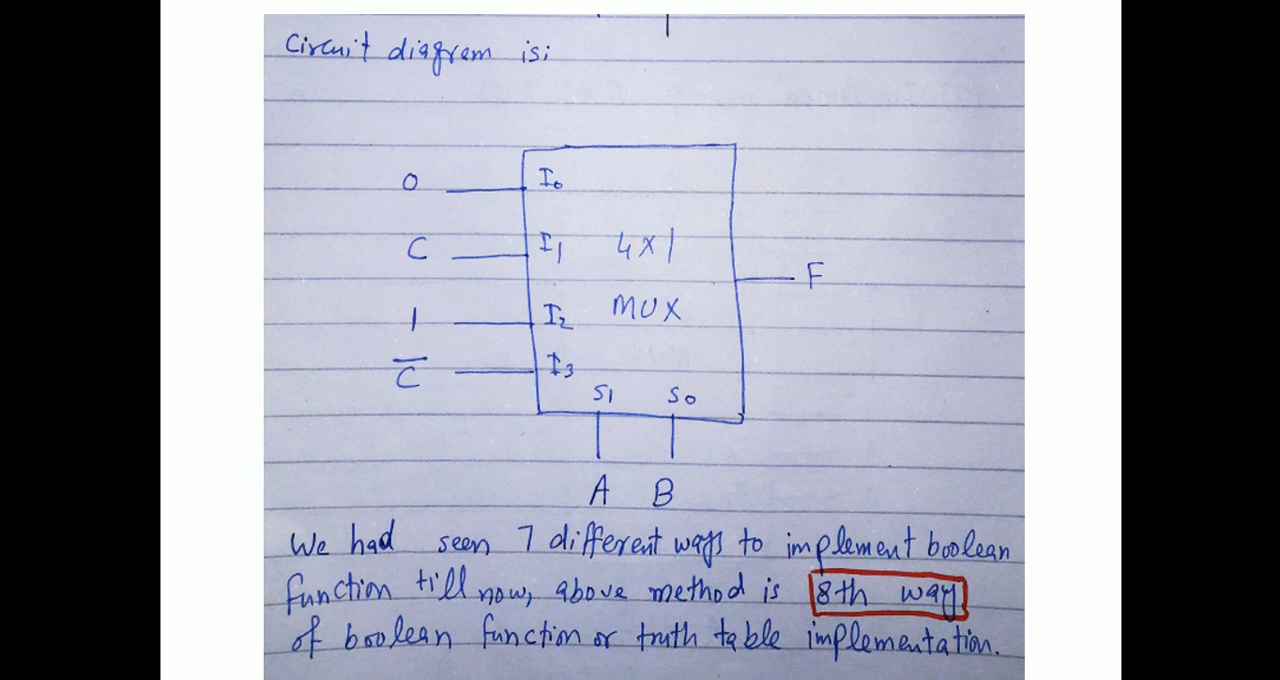 Circuit diagram is:
0 I₀
C I₁ 4X1
F
1 I₂ MUX
C̅ I₃
S₁ S₀
A B
We had seen 7 different ways to implement boolean
function till now, above method is 8th way
of boolean function or truth table implementation.